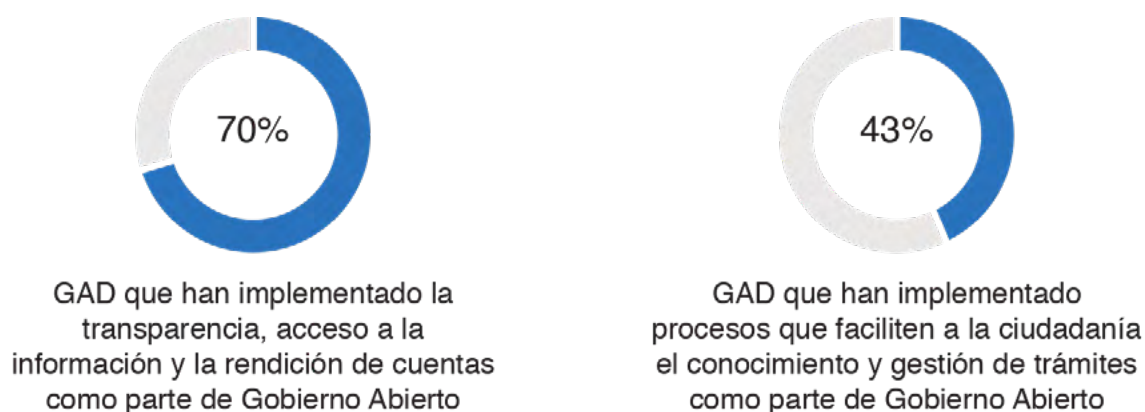 70%
GAD que han implementado la
transparencia, acceso a la
información y la rendición de cuentas
como parte de Gobierno Abierto
43%
GAD que han implementado
procesos que faciliten a la ciudadanía
el conocimiento y gestión de trámites
como parte de Gobierno Abierto